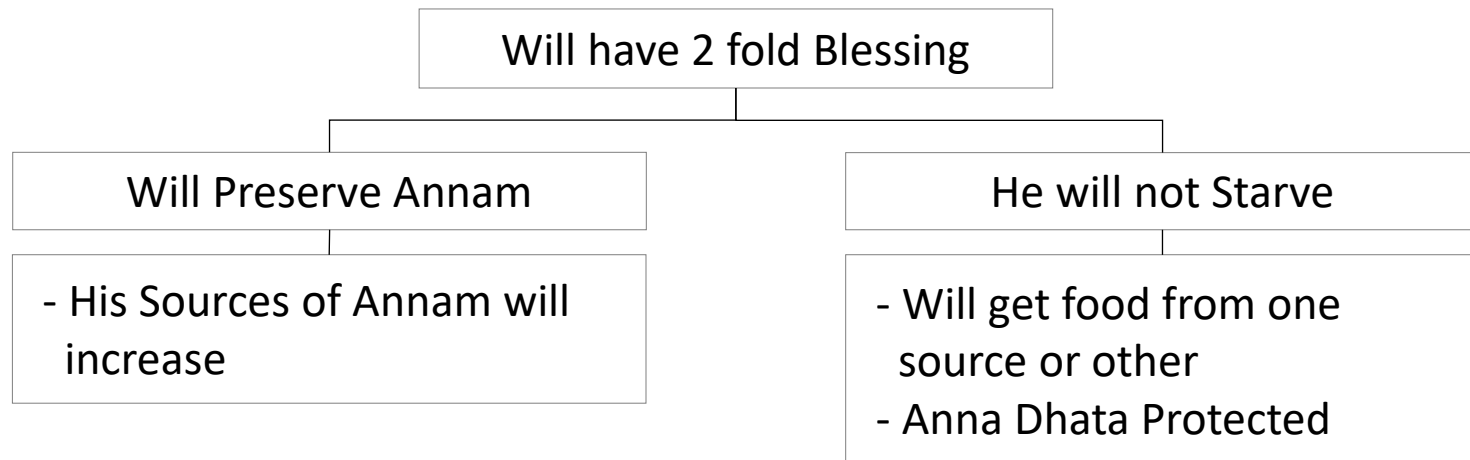 Will have 2 fold Blessing
Will Preserve Annam
He will not Starve
- His Sources of Annam will
increase
- Will get food from one
source or other
- Anna Dhata Protected